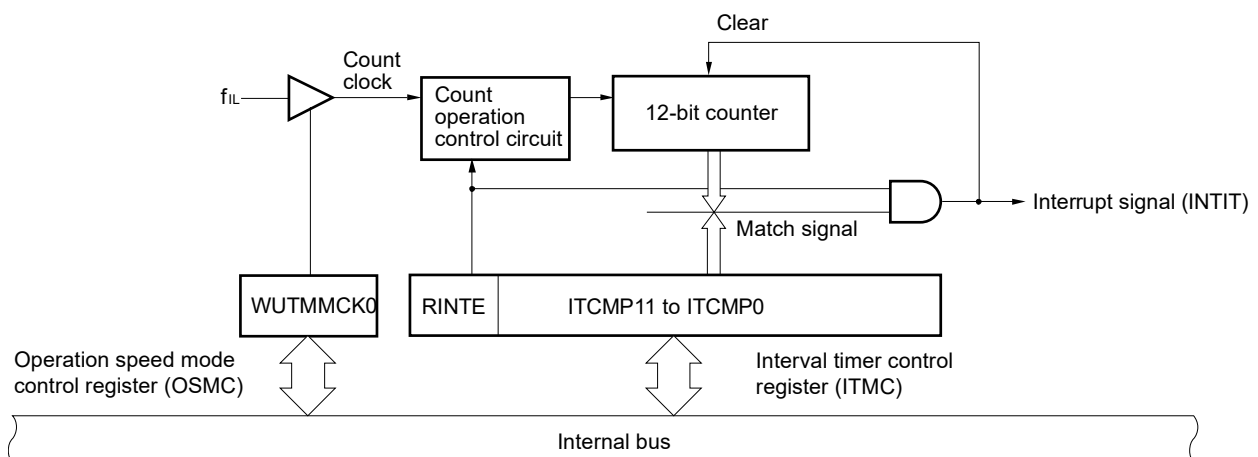 Clear
Count
clock
fIL
Count
operation
control circuit
12-bit counter
Interrupt signal (INTIT)
Match signal
WUTMMCK0
RINTE
ITCMP11 to ITCMP0
Operation speed mode
control register (OSMC)
Interval timer control
register (ITMC)
Internal bus